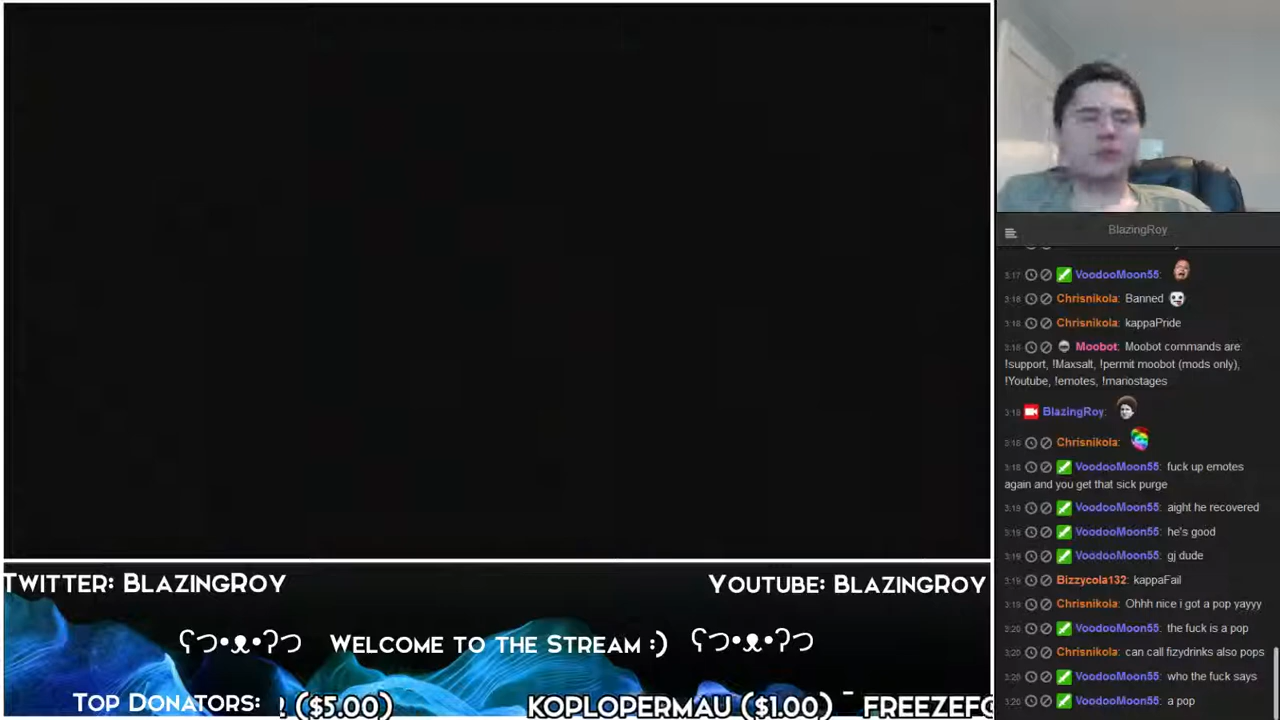 BlazingRoy
3:17 VoodooMoon55:
3:18 Chrisnikola: Banned
3:18 Chrisnikola: kappaPride
3:18 Moobot: Moobot commands are:
!support, !Maxsalt, !permit moobot (mods only),
!Youtube, !emotes, !mariostages
3:18 BlazingRoy:
3:18 Chrisnikola:
3:18 VoodooMoon55: fuck up emotes
again and you get that sick purge
3:19 VoodooMoon55: aight he recovered
3:19 VoodooMoon55: he's good
3:19 VoodooMoon55: gj dude
3:19 Bizzycola132: kappaFail
3:19 Chrisnikola: Ohhh nice i got a pop yayyy
3:20 VoodooMoon55: the fuck is a pop
3:20 Chrisnikola: can call fizydrinks also pops
3:20 VoodooMoon55: who the fuck says
3:20 VoodooMoon55: a pop
Twitter: BlazingRoy
Youtube: BlazingRoy
ʕつ•ᴥ•ʔつ Welcome to the Stream :) ʕつ•ᴥ•ʔつ
Top Donators: ! ($5.00) KOPLOPERMAU ($1.00) ~ FREEZEFO